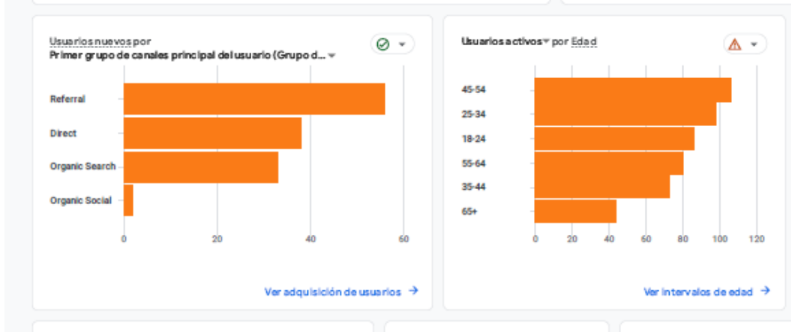 Usuarios nuevos por
Primer grupo de canales principal del usuario (Grupo d...
Referral
Direct
Organic Search
Organic Social
0 20 40 60
Ver adquisición de usuarios →
Usuarios activos por Edad
45-54
25-34
18-24
55-64
35-44
65+
0 20 40 60 80 100 120
Ver intervalos de edad →